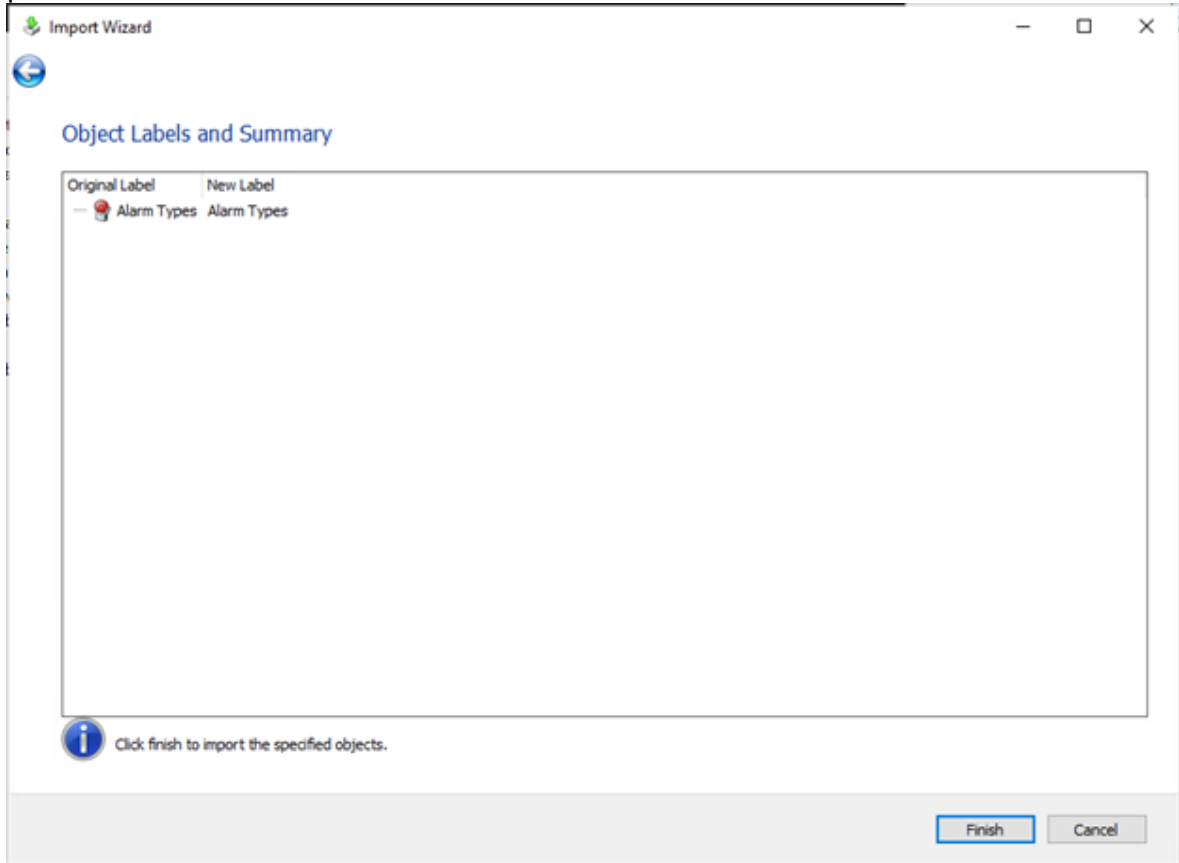 Import Wizard
Object Labels and Summary
Original Label New Label
Alarm Types Alarm Types
Click finish to import the specified objects.
Finish Cancel